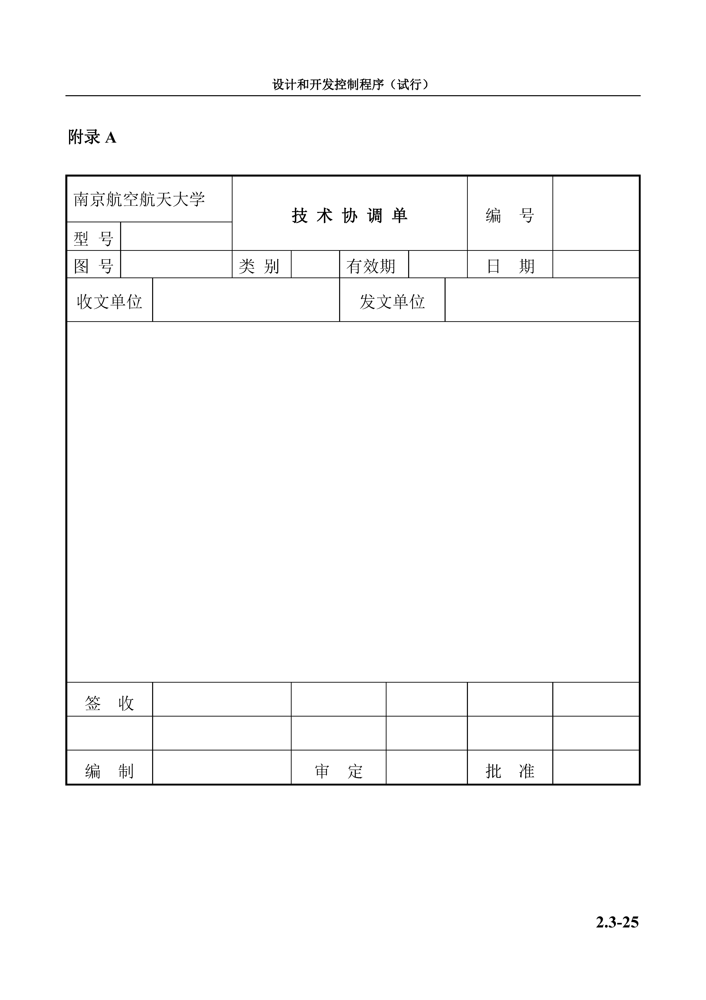 设计和开发控制程序（试行）
附录 A
南京航空航天大学
技 术 协 调 单
编 号
型 号
图 号
类 别
有效期
日 期
收文单位
发文单位
签 收
编 制
审 定
批 准
2.3-25